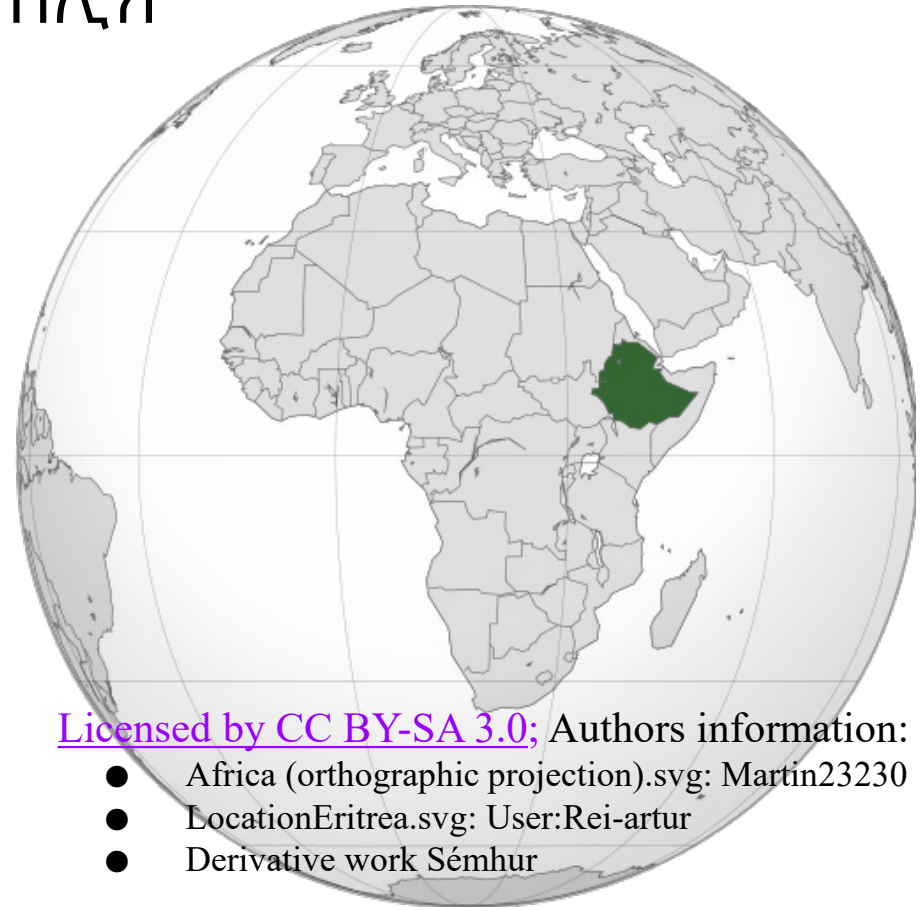 Licensed by CC BY-SA 3.0; Authors information:
● Africa (orthographic projection).svg: Martin23230
● LocationEritrea.svg: User:Rei-artur
● Derivative work Sémhur